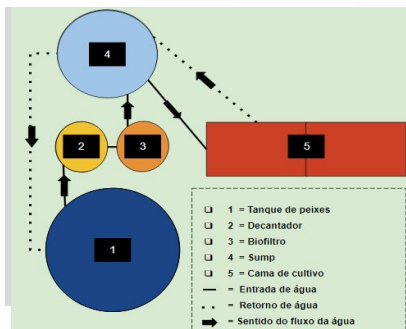 4
2
3
5
1
1 = Tanque de peixes
2 = Decantador
3 = Biofiltro
4 = Sump
5 = Cama de cultivo
= Entrada de água
= Retorno de água
= Sentido do fluxo da água